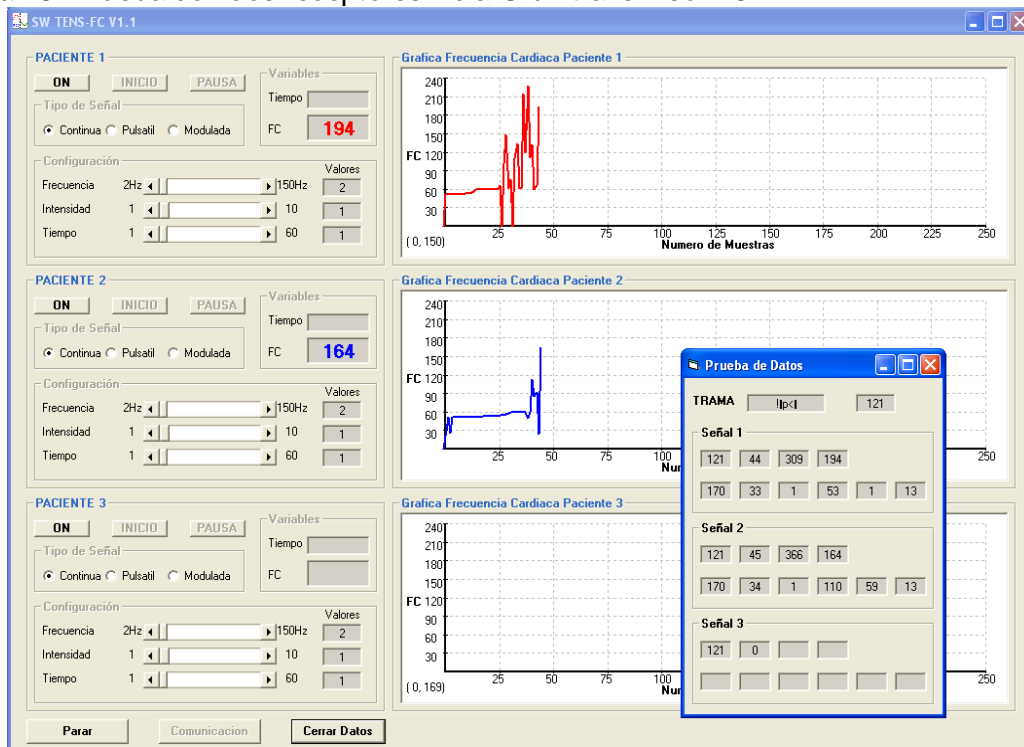 SW TENS-FC V1.1
PACIENTE 1
ON INICIO PAUSA
Variables
Tiempo
FC 194
Tipo de Señal
Continua Pulsatil Modulada
Configuración
Valores
Frecuencia 2Hz 150Hz 2
Intensidad 1 10 1
Tiempo 1 60 1
Grafica Frecuencia Cardiaca Paciente 1
240
210
180
150
FC 120
90
60
30
( 0, 150)
25 50 75 100 125 150 175 200 225 250
Numero de Muestras
PACIENTE 2
ON INICIO PAUSA
Variables
Tiempo
FC 164
Tipo de Señal
Continua Pulsatil Modulada
Configuración
Valores
Frecuencia 2Hz 150Hz 2
Intensidad 1 10 1
Tiempo 1 60 1
Grafica Frecuencia Cardiaca Paciente 2
240
210
180
150
FC 120
90
60
30
25 50 75 100 250
PACIENTE 3
ON INICIO PAUSA
Variables
Tiempo
FC
Tipo de Señal
Continua Pulsatil Modulada
Configuración
Valores
Frecuencia 2Hz 150Hz 2
Intensidad 1 10 1
Tiempo 1 60 1
Grafica Frecuencia Cardiaca Paciente 3
240
210
180
150
FC 120
90
60
30
( 0, 169)
25 50 75 100 250
Prueba de Datos
TRAMA 121
Señal 1
121 44 309 194
170 33 1 53 1 13
Señal 2
121 45 366 164
170 34 1 110 59 13
Señal 3
121 0
Parar Comunicacion Cerrar Datos